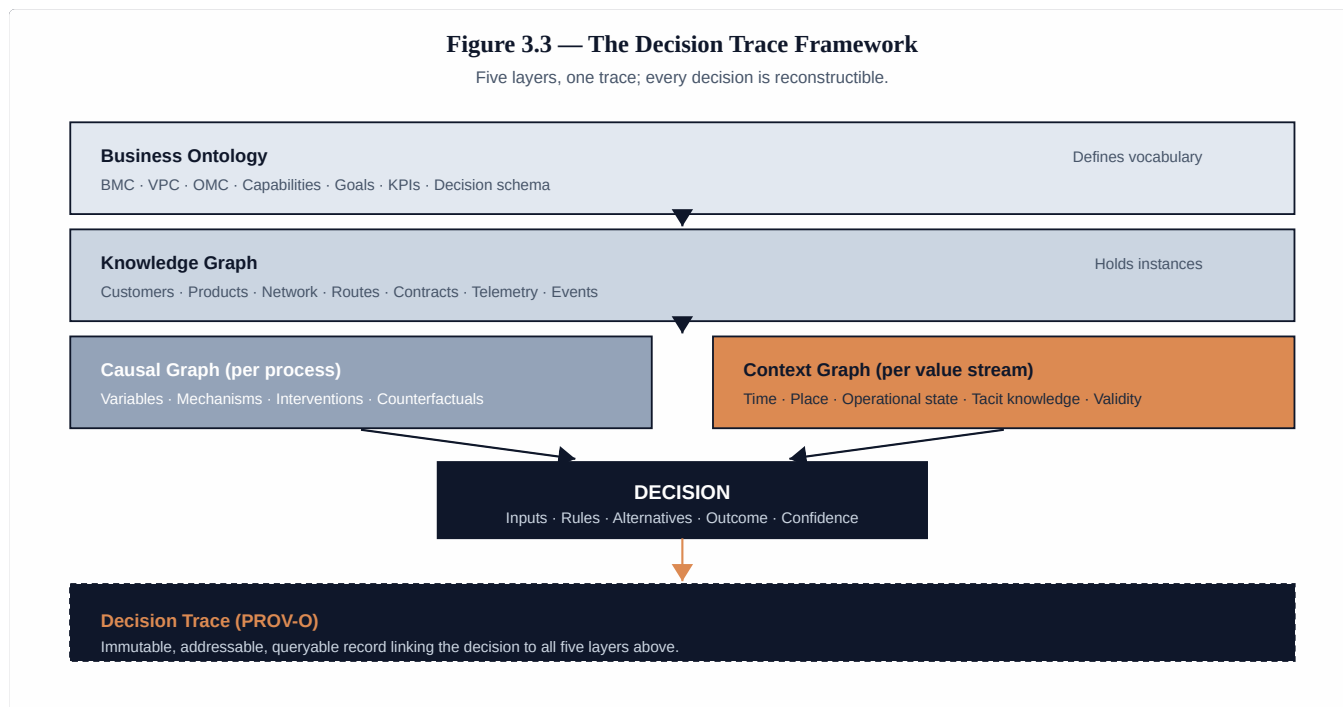 Figure 3.3 — The Decision Trace Framework
Five layers, one trace; every decision is reconstructible.
Business Ontology
Defines vocabulary
BMC · VPC · OMC · Capabilities · Goals · KPIs · Decision schema
Knowledge Graph
Holds instances
Customers · Products · Network · Routes · Contracts · Telemetry · Events
Causal Graph (per process)
Variables · Mechanisms · Interventions · Counterfactuals
Context Graph (per value stream)
Time · Place · Operational state · Tacit knowledge · Validity
DECISION
Inputs · Rules · Alternatives · Outcome · Confidence
Decision Trace (PROV-O)
Immutable, addressable, queryable record linking the decision to all five layers above.